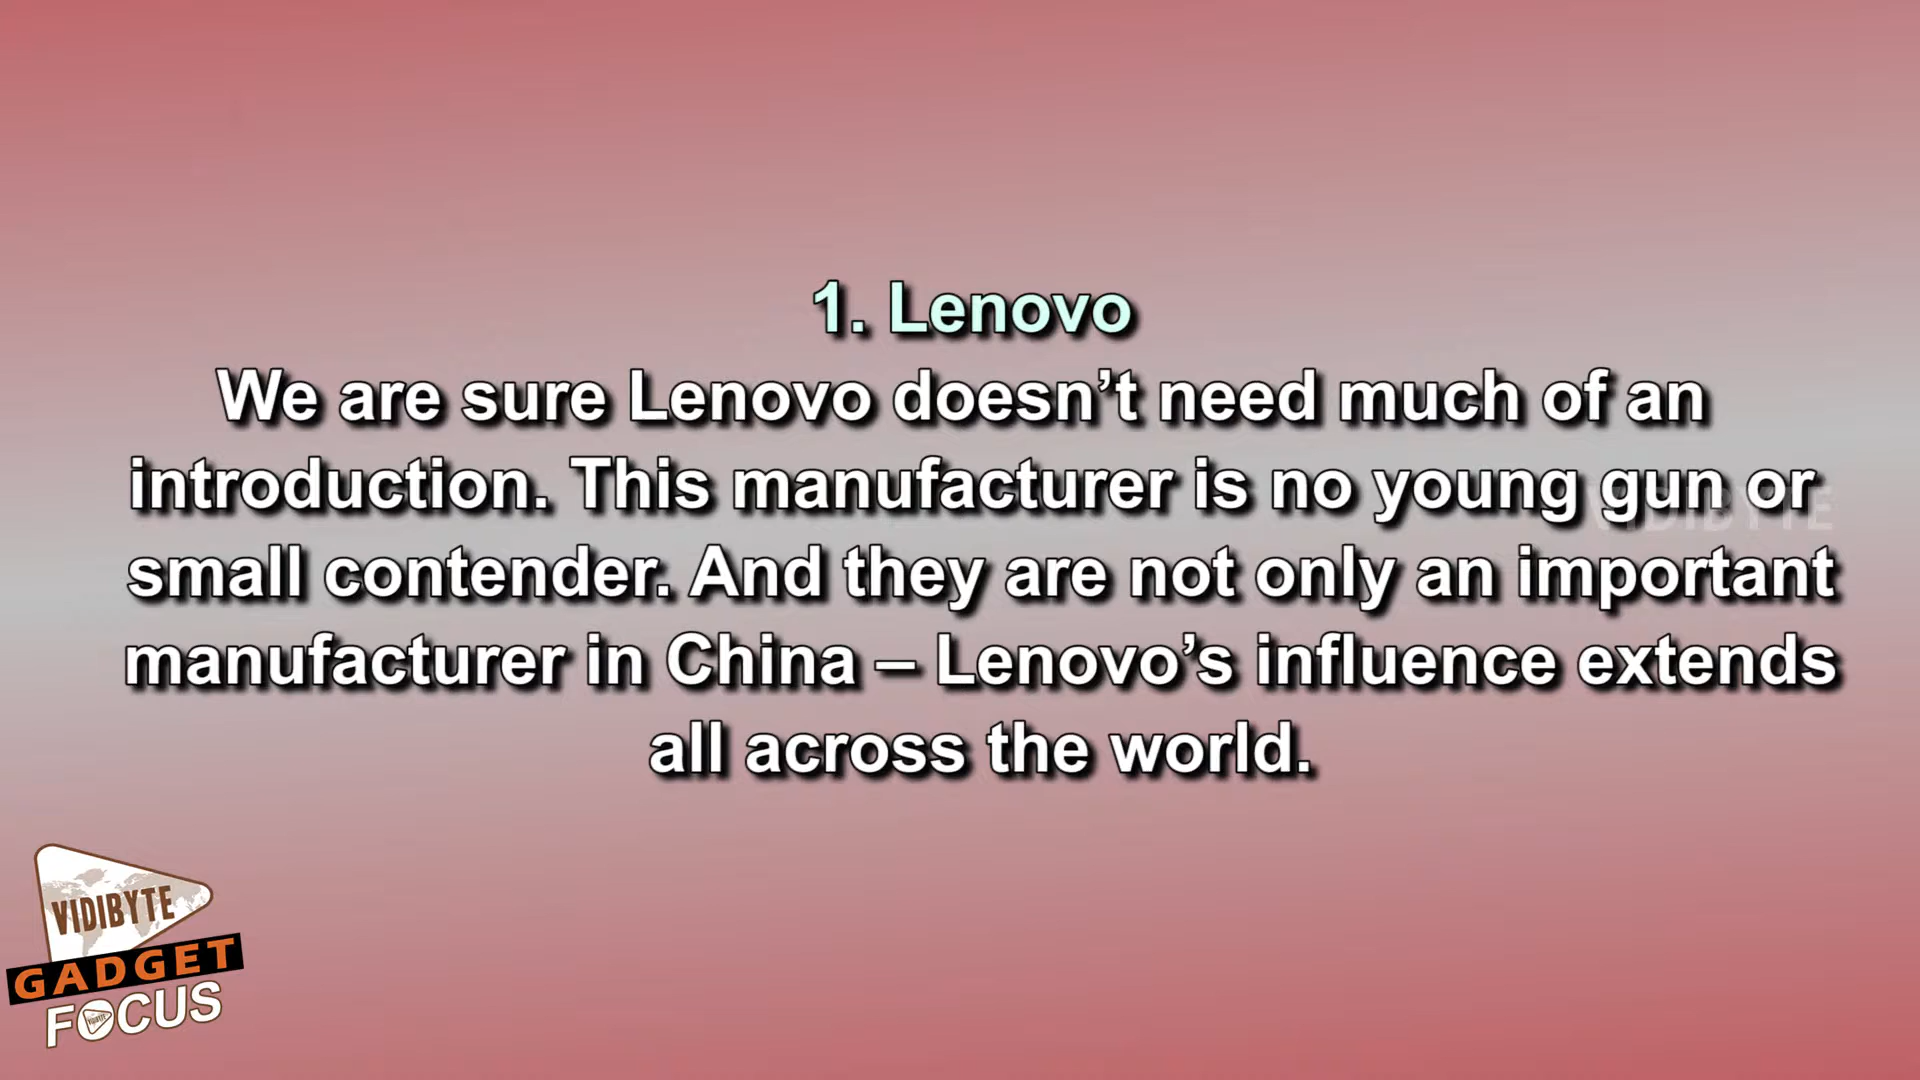 1. Lenovo
We are sure Lenovo doesn’t need much of an
introduction. This manufacturer is no young gun or
small contender. And they are not only an important
manufacturer in China – Lenovo’s influence extends
all across the world.
VIDIBYTE
VIDIBYTE
GADGET
FOCUS